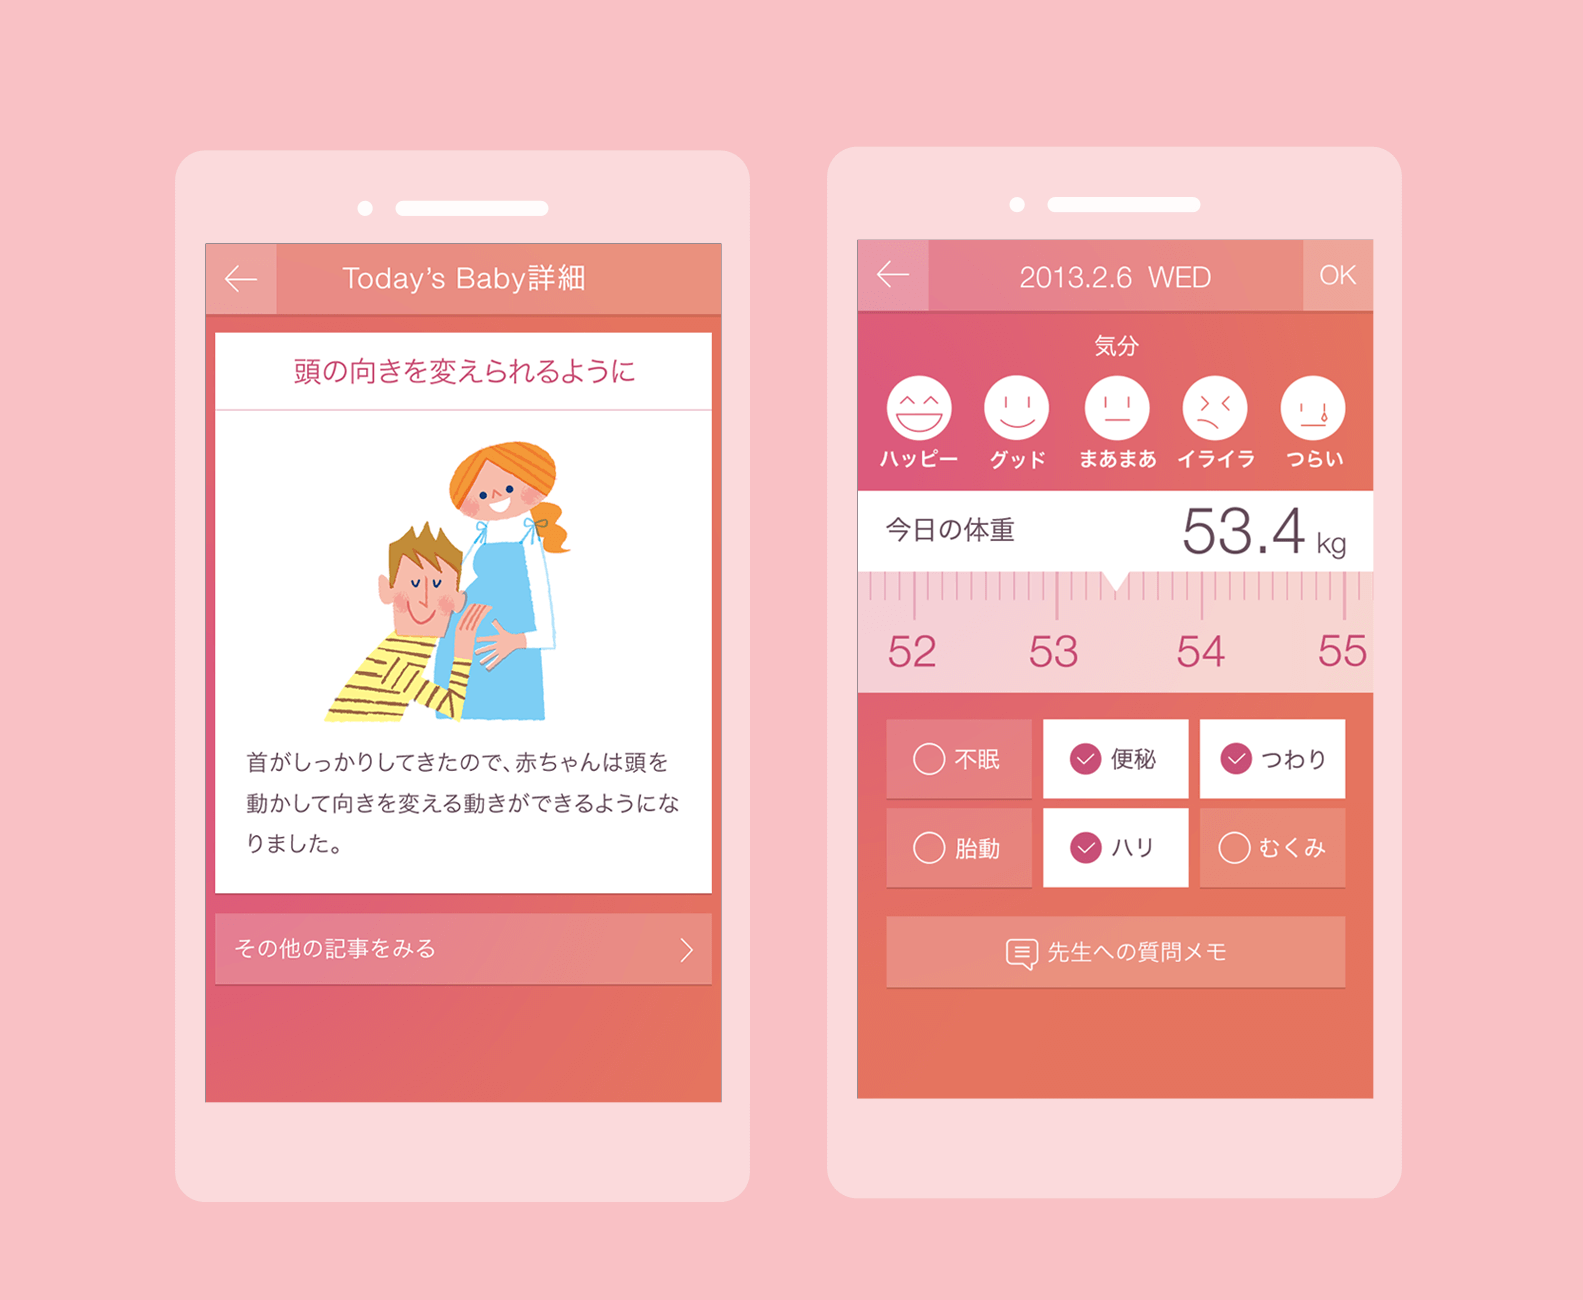 Today's Baby詳細
頭の向きを変えられるように
首がしっかりしてきたので、赤ちゃんは頭を
動かして向きを変える動きができるようにな
りました。
その他の記事をみる
2013.2.6 WED
OK
気分
ハッピー グッド まあまあ イライラ つらい
今日の体重 53.4 kg
52 53 54 55
不眠 便秘 つわり
胎動 ハリ むくみ
先生への質問メモ